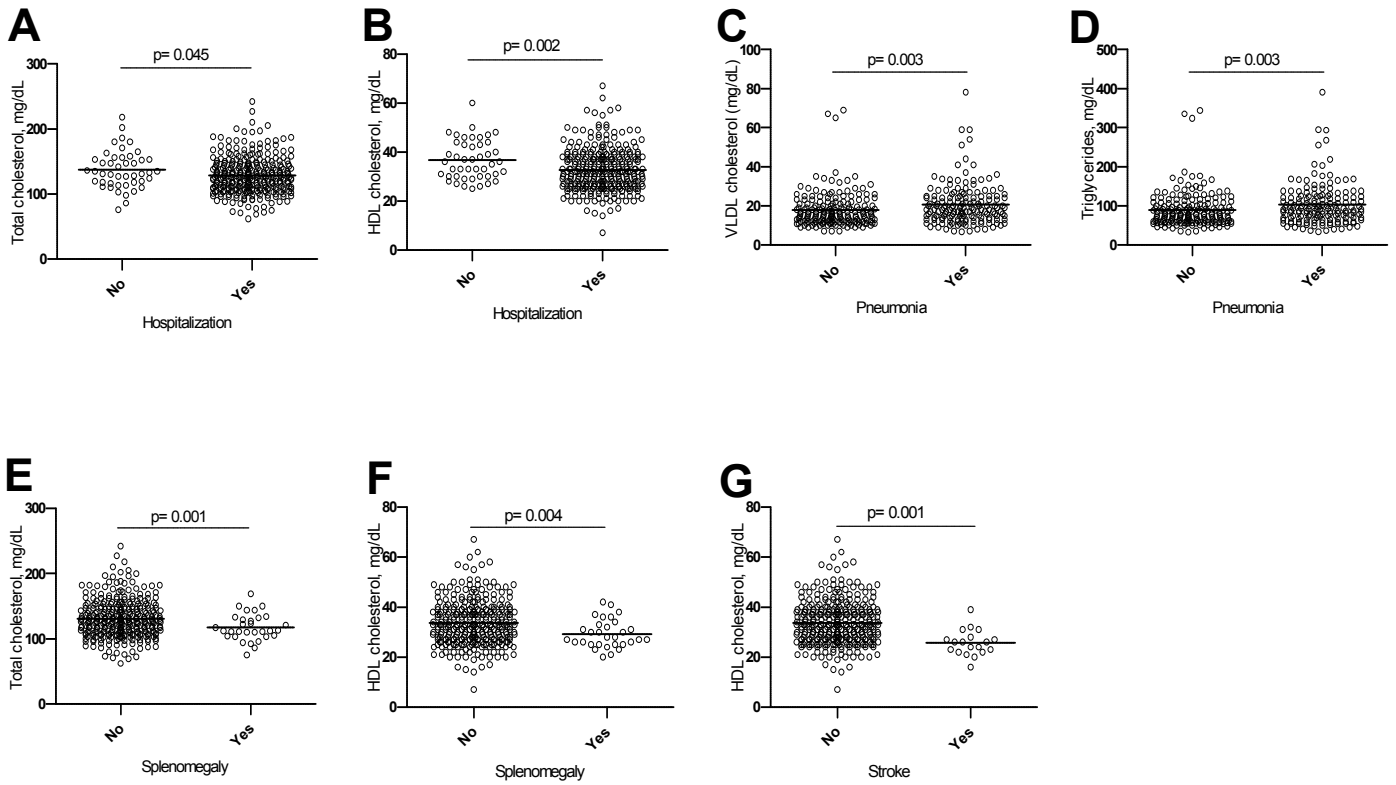 A
p= 0.045
Total cholesterol, mg/dL
300
200
100
0
No
Yes
Hospitalization
B
p= 0.002
HDL cholesterol, mg/dL
80
60
40
20
0
No
Yes
Hospitalization
C
p= 0.003
VLDL cholesterol (mg/dL)
100
80
60
40
20
0
No
Yes
Pneumonia
D
p= 0.003
Triglycerides, mg/dL
500
400
300
200
100
0
No
Yes
Pneumonia
E
p= 0.001
Total cholesterol, mg/dL
300
200
100
0
No
Yes
Splenomegaly
F
p= 0.004
HDL cholesterol, mg/dL
80
60
40
20
0
No
Yes
Splenomegaly
G
p= 0.001
HDL cholesterol, mg/dL
80
60
40
20
0
No
Yes
Stroke